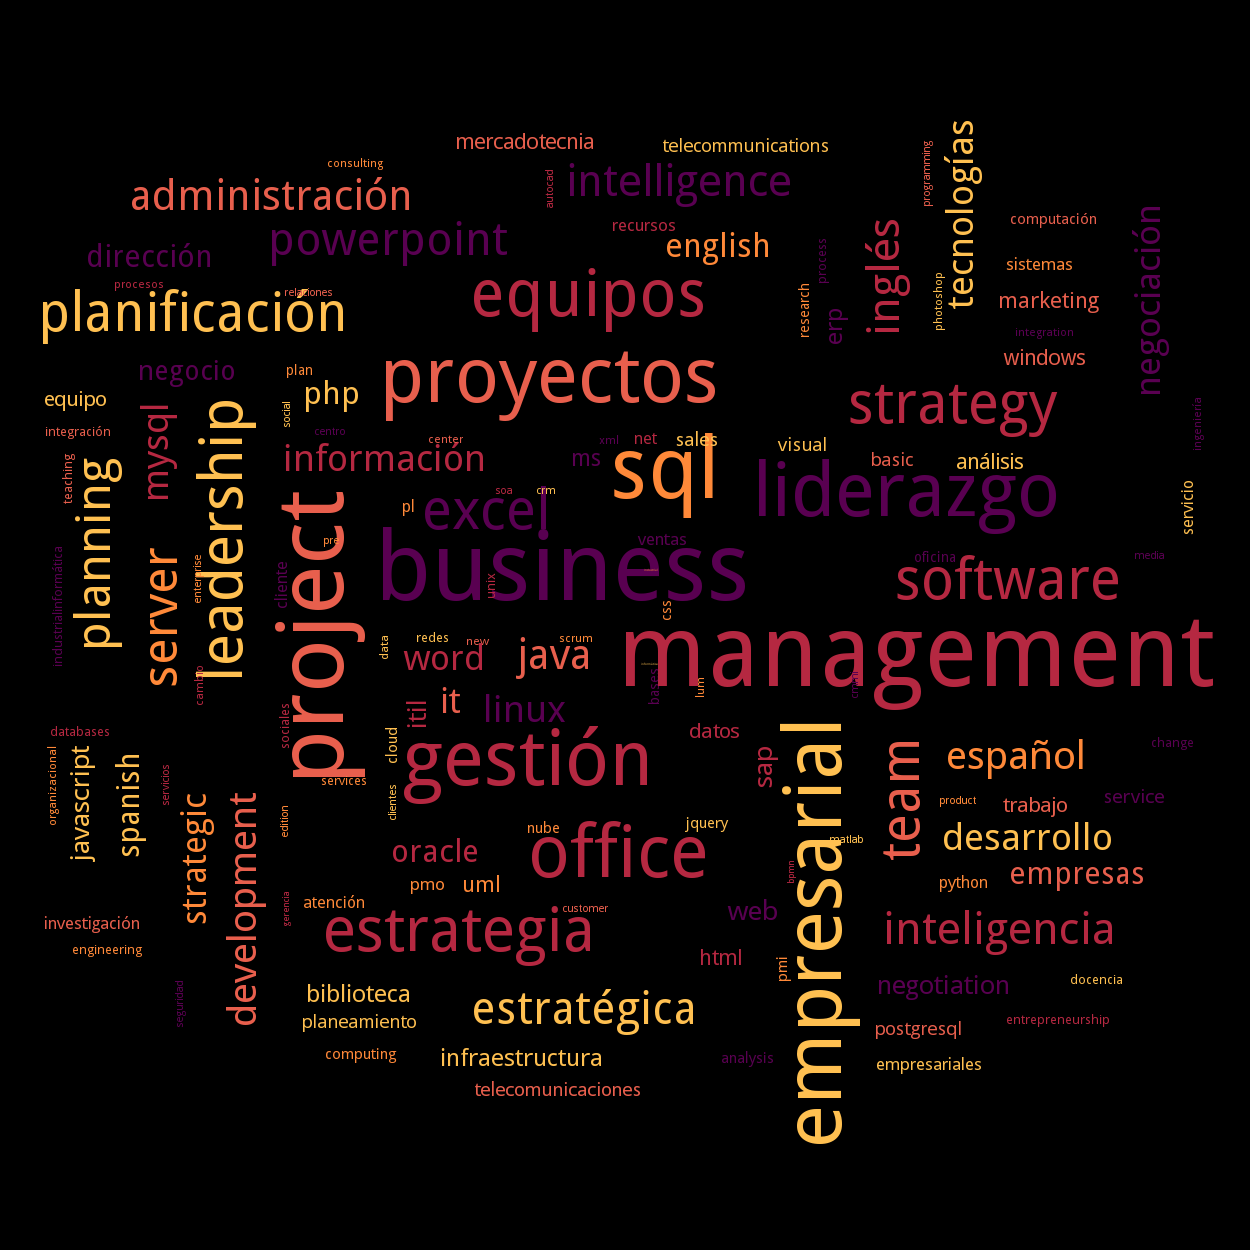 mercadotecnia
telecommunications
consulting
programming
tecnologías
administración
autocad
intelligence
recursos
computación
negociación
powerpoint
english
inglés
dirección
process
sistemas
procesos
relaciones
planificación
equipos
research
erp
photoshop
marketing
integration
windows
negocio
plan
proyectos
equipo
php
strategy
mysql
leadership
social
ingenieria
integración
centro
center
xml
net
sales
visual
teaching
planning
información
ms
sql
basic
análisis
liderazgo
servicio
project
pl
excel
soa
crm
pre
business
ventas
oficina
media
industrialinformática
server
enterprise
cliente
unix
css
software
data
redes
new
scrum
word
java
management
cambio
bases
lum
sociales
itil
it
linux
cloud
gestión
datos
sap
empresarial
team
español
change
databases
organizacional
javascript
spanish
servicios
strategic
development
services
clientes
edition
nube
office
jquery
matlab
product
trabajo
service
desarrollo
oracle
pmo
uml
bpmn
python
empresas
gerencia
atención
estrategia
customer
web
inteligencia
investigación
engineering
html
pmi
seguridad
biblioteca
planeamiento
estratégica
negotiation
docencia
postgresql
entrepreneurship
computing
infraestructura
analysis
empresariales
telecomunicaciones